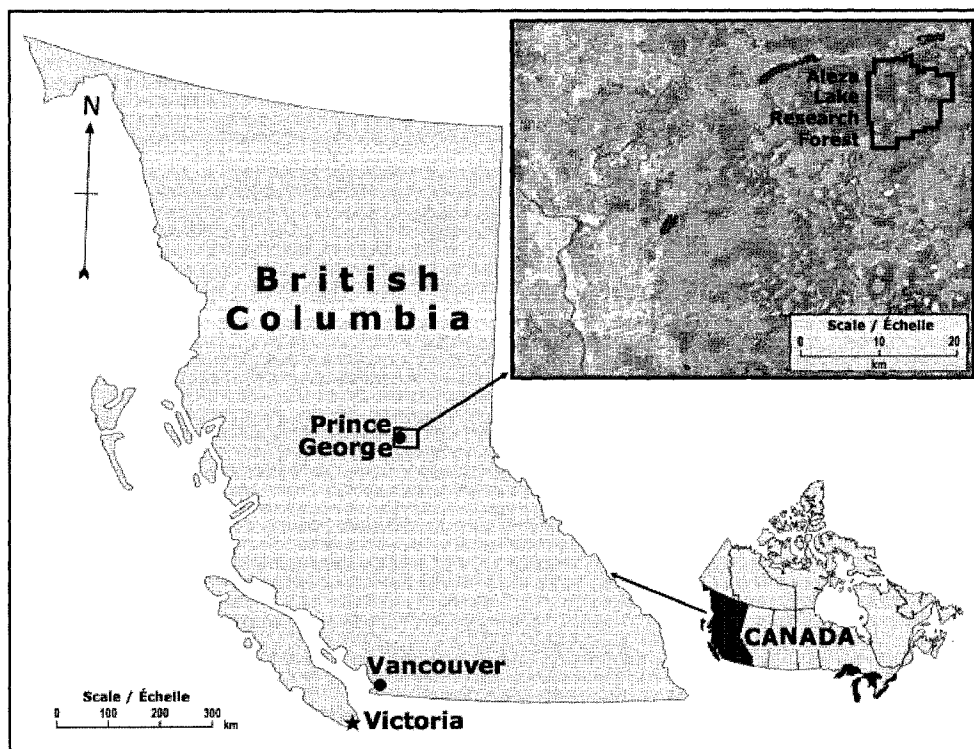 N
British
Columbia
Prince
George
Vancouver
Victoria
Scale / Échelle
0 100 200 300
km
Aleza
Lake
Research
Forest
Scale / Échelle
0 10 20
km
CANADA